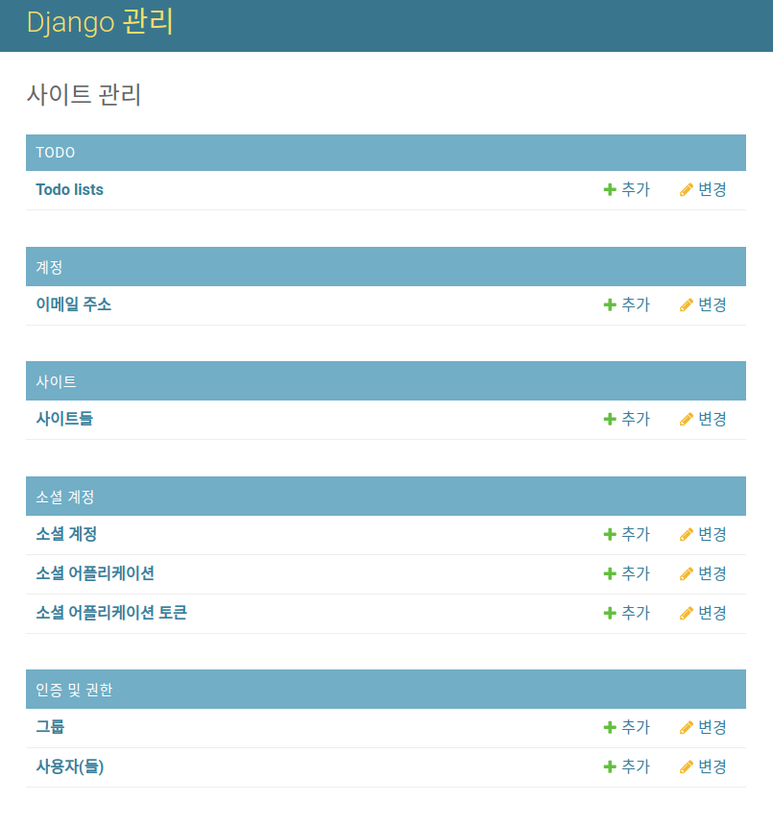 Django 관리
사이트 관리
TODO
Todo lists 추가 변경
계정
이메일 주소 추가 변경
사이트
사이트들 추가 변경
소셜 계정
소셜 계정 추가 변경
소셜 어플리케이션 추가 변경
소셜 어플리케이션 토큰 추가 변경
인증 및 권한
그룹 추가 변경
사용자(들) 추가 변경